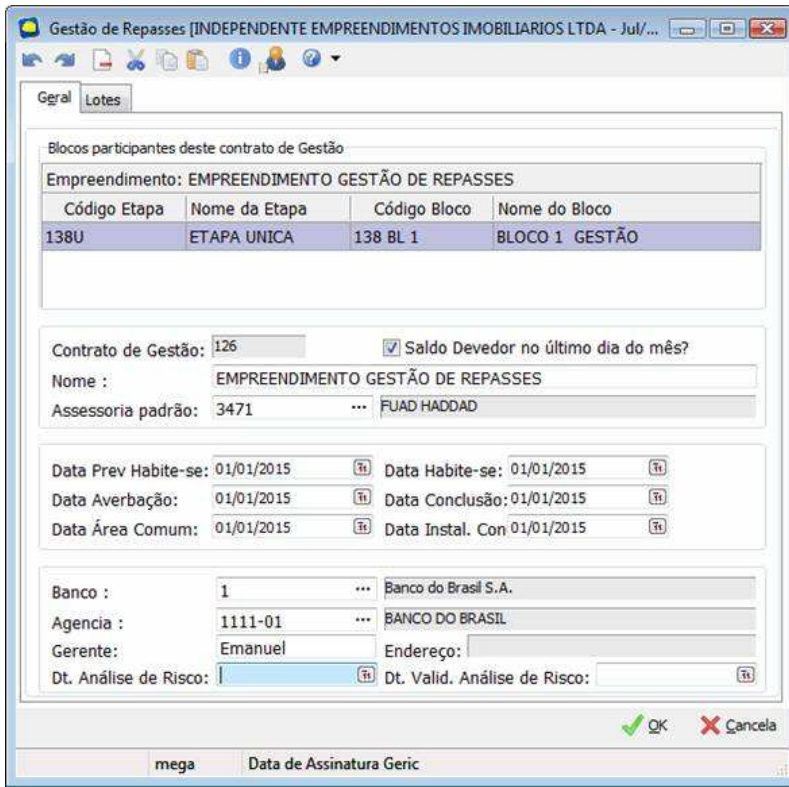 Gestão de Repasses [INDEPENDENTE EMPREENDIMENTOS IMOBILIARIOS LTDA - Jul/...
Geral Lotes
Blocos participantes deste contrato de Gestão
Empreendimento: EMPREENDIMENTO GESTÃO DE REPASSES
Código Etapa Nome da Etapa Código Bloco Nome do Bloco
138U ETAPA UNICA 138 BL 1 BLOCO 1 GESTÃO
Contrato de Gestão: 126 Saldo Devedor no último dia do mês?
Nome : EMPREENDIMENTO GESTÃO DE REPASSES
Assessoria padrão: 3471 ... FUAD HADDAD
Data Prev Habite-se: 01/01/2015 Data Habite-se: 01/01/2015
Data Averbação: 01/01/2015 Data Conclusão: 01/01/2015
Data Área Comum: 01/01/2015 Data Instal. Con 01/01/2015
Banco : 1 ... Banco do Brasil S.A.
Agencia : 1111-01 ... BANCO DO BRASIL
Gerente: Emanuel Endereço:
Dt. Análise de Risco: Dt. Valid. Análise de Risco:
OK Cancela
mega Data de Assinatura Geric